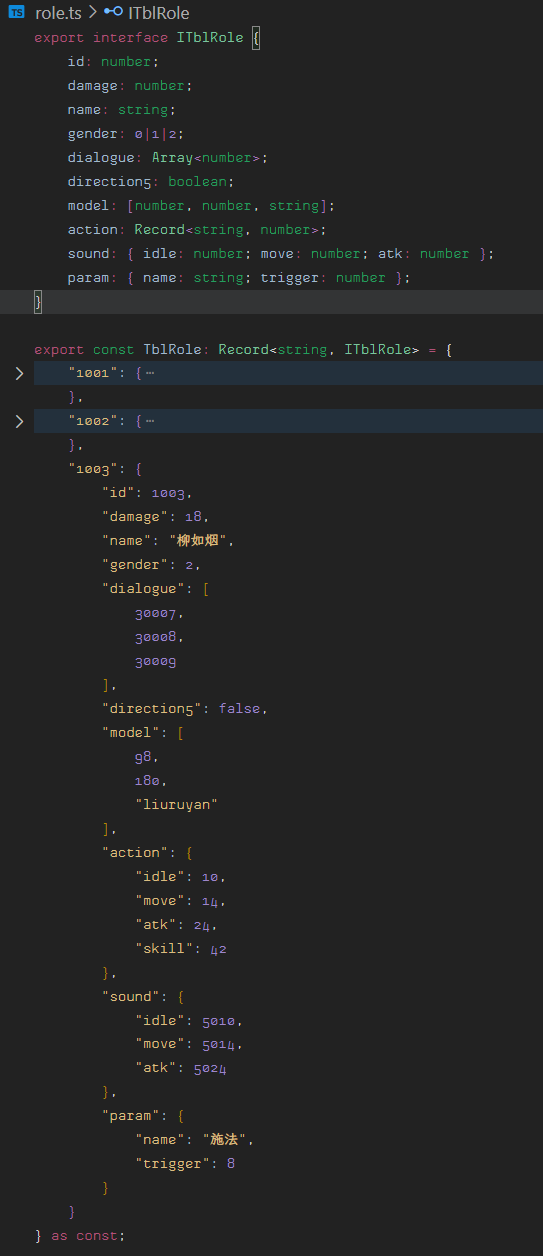 TS role.ts > ITblRole
export interface ITblRole {
    id: number;
    damage: number;
    name: string;
    gender: 0|1|2;
    dialogue: Array<number>;
    direction5: boolean;
    model: [number, number, string];
    action: Record<string, number>;
    sound: { idle: number; move: number; atk: number };
    param: { name: string; trigger: number };
}
export const TblRole: Record<string, ITblRole> = {
    "1001": {⋯
    },
    "1002": {⋯
    },
    "1003": {
        "id": 1003,
        "damage": 18,
        "name": "柳如烟",
        "gender": 2,
        "dialogue": [
            30007,
            30008,
            30009
        ],
        "direction5": false,
        "model": [
            98,
            180,
            "liuruyan"
        ],
        "action": {
            "idle": 10,
            "move": 14,
            "atk": 24,
            "skill": 42
        },
        "sound": {
            "idle": 5010,
            "move": 5014,
            "atk": 5024
        },
        "param": {
            "name": "施法",
            "trigger": 8
        }
    }
} as const;